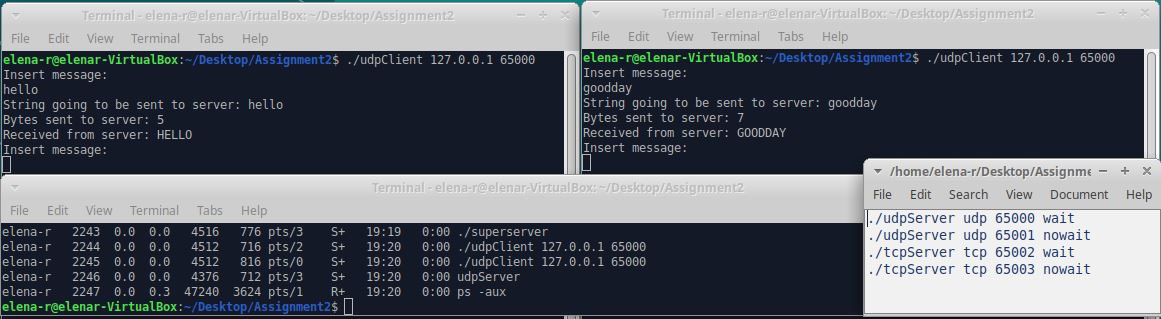 Terminal - elena-r@elenar-VirtualBox: ~/Desktop/Assignment2
File Edit View Terminal Tabs Help
elena-r@elenar-VirtualBox:~/Desktop/Assignment2$ ./udpClient 127.0.0.1 65000
Insert message:
hello
String going to be sent to server: hello
Bytes sent to server: 5
Received from server: HELLO
Insert message:
Terminal - elena-r@elenar-VirtualBox: ~/Desktop/Assignment2
File Edit View Terminal Tabs Help
elena-r@elenar-VirtualBox:~/Desktop/Assignment2$ ./udpClient 127.0.0.1 65000
Insert message:
goodday
String going to be sent to server: goodday
Bytes sent to server: 7
Received from server: GOODDAY
Insert message:
Terminal - elena-r@elenar-VirtualBox: ~/Desktop/Assignment2
File Edit View Terminal Tabs Help
elena-r 2243 0.0 0.0 4516 776 pts/3 S+ 19:19 0:00 ./superserver
elena-r 2244 0.0 0.0 4512 716 pts/2 S+ 19:20 0:00 ./udpClient 127.0.0.1 65000
elena-r 2245 0.0 0.0 4512 816 pts/0 S+ 19:20 0:00 ./udpClient 127.0.0.1 65000
elena-r 2246 0.0 0.0 4376 712 pts/3 S+ 19:20 0:00 udpServer
elena-r 2247 0.0 0.3 47240 3624 pts/1 R+ 19:20 0:00 ps -aux
elena-r@elenar-VirtualBox:~/Desktop/Assignment2$
/home/elena-r/Desktop/Assignme
File Edit Search View Document Help
./udpServer udp 65000 wait
./udpServer udp 65001 nowait
./tcpServer tcp 65002 wait
./tcpServer tcp 65003 nowait